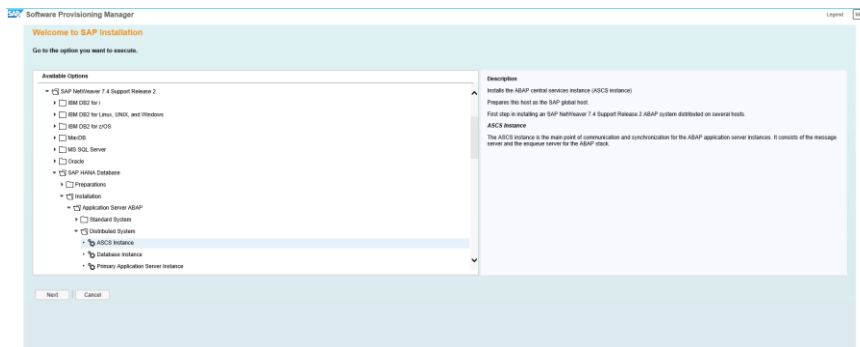 SAP Software Provisioning Manager
Legend
Welcome to SAP Installation
Go to the option you want to execute.
Available Options
SAP NetWeaver 7.4 Support Release 2
IBM DB2 for i
IBM DB2 for Linux, UNIX, and Windows
IBM DB2 for z/OS
MaxDB
MS SQL Server
Oracle
SAP HANA Database
Preparations
Installation
Application Server ABAP
Standard System
Distributed System
ASCS Instance
Database Instance
Primary Application Server Instance
Description
Installs the ABAP central services instance (ASCS instance)
Prepares this host as the SAP global host.
First step in installing an SAP NetWeaver 7.4 Support Release 2 ABAP system distributed on several hosts.
ASCS Instance
The ASCS instance is the main point of communication and synchronization for the ABAP application server instances. It consists of the message
server and the enqueue server for the ABAP stack.
Next
Cancel